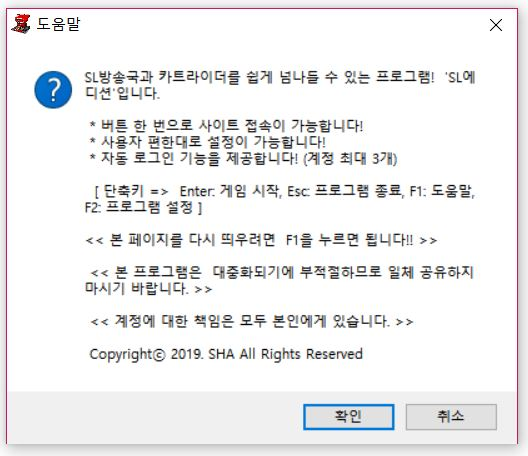 도움말
SL방송국과 카트라이더를 쉽게 넘나들 수 있는 프로그램! 'SL에
디션'입니다.
* 버튼 한 번으로 사이트 접속이 가능합니다!
* 사용자 편한대로 설정이 가능합니다!
* 자동 로그인 기능을 제공합니다! (계정 최대 3개)
[ 단축키 => Enter: 게임 시작, Esc: 프로그램 종료, F1: 도움말,
F2: 프로그램 설정 ]
<< 본 페이지를 다시 띄우려면 F1을 누르면 됩니다!! >>
<< 본 프로그램은 대중화되기에 부적절하므로 일체 공유하지
마시기 바랍니다. >>
<< 계정에 대한 책임은 모두 본인에게 있습니다. >>
Copyrightⓒ 2019. SHA All Rights Reserved
확인
취소